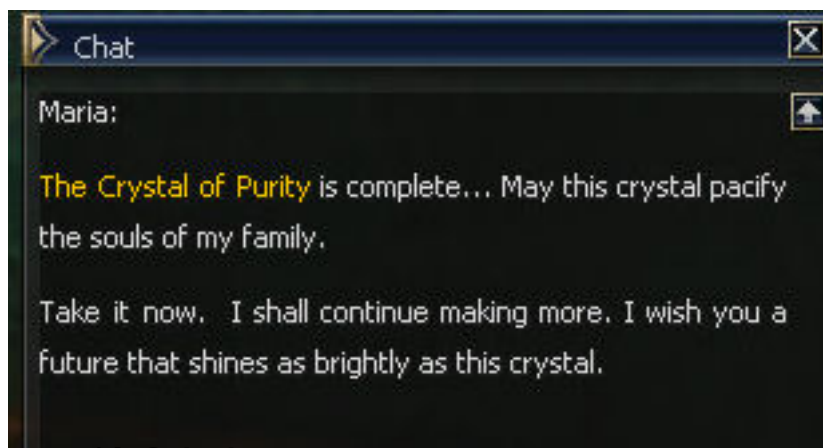 Chat
Maria:
The Crystal of Purity is complete... May this crystal pacify
the souls of my family.
Take it now.  I shall continue making more. I wish you a
future that shines as brightly as this crystal.